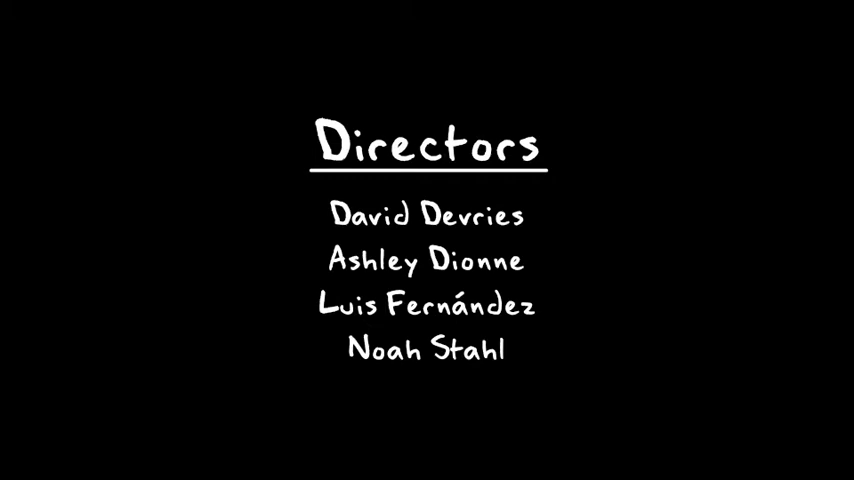 Directors
David Devries
Ashley Dionne
Luis Fernández
Noah Stahl